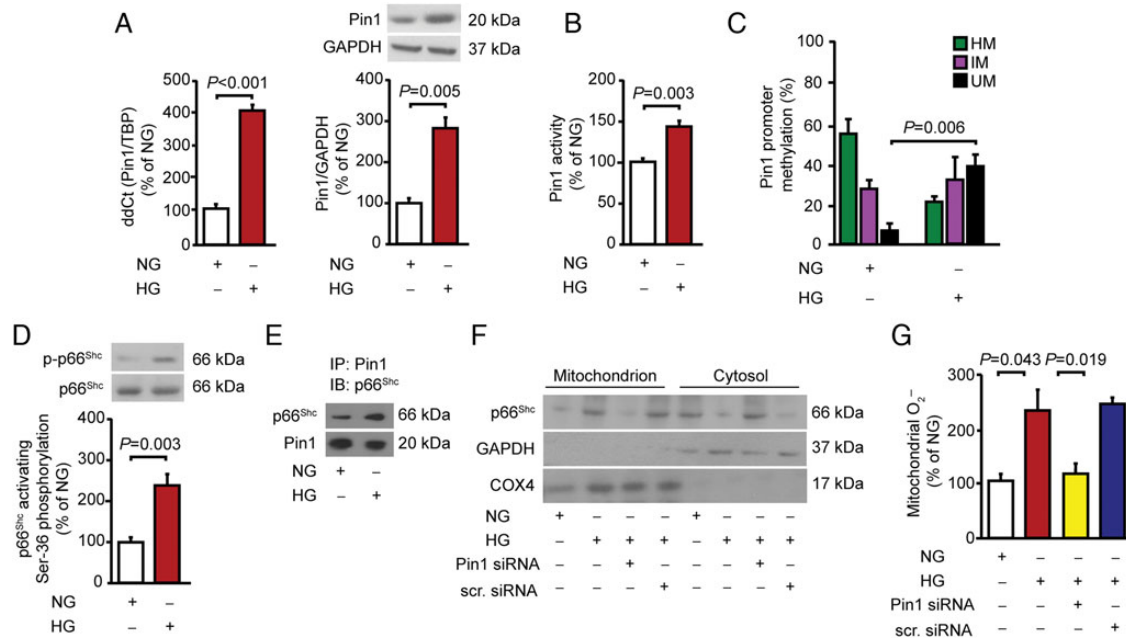 A
Pin1 20 kDa
GAPDH 37 kDa
ddCt (Pin1/TBP)
(% of NG)
500
400
300
200
100
0
P<0.001
NG + –
HG – +
Pin1/GAPDH
(% of NG)
400
300
200
100
0
P=0.005
NG + –
HG – +
B
Pin1 activity
(% of NG)
200
150
100
50
0
P=0.003
NG + –
HG – +
C
HM
IM
UM
Pin1 promoter
methylation (%)
80
60
40
20
0
P=0.006
NG + –
HG – +
D
p-p66Shc 66 kDa
p66Shc 66 kDa
p66Shc activating
Ser-36 phosphorylation
(% of NG)
400
300
200
100
0
P=0.003
NG + –
HG – +
E
IP: Pin1
IB: p66Shc
p66Shc 66 kDa
Pin1 20 kDa
NG + –
HG – +
F
Mitochondrion Cytosol
p66Shc 66 kDa
GAPDH 37 kDa
COX4 17 kDa
NG + – – – + – – –
HG – + + + – + + +
Pin1 siRNA – – + – – – + –
scr. siRNA – – – + – – – +
G
Mitochondrial O2–
(% of NG)
300
200
100
0
P=0.043 P=0.019
NG + – – –
HG – + + +
Pin1 siRNA – – + –
scr. siRNA – – – +